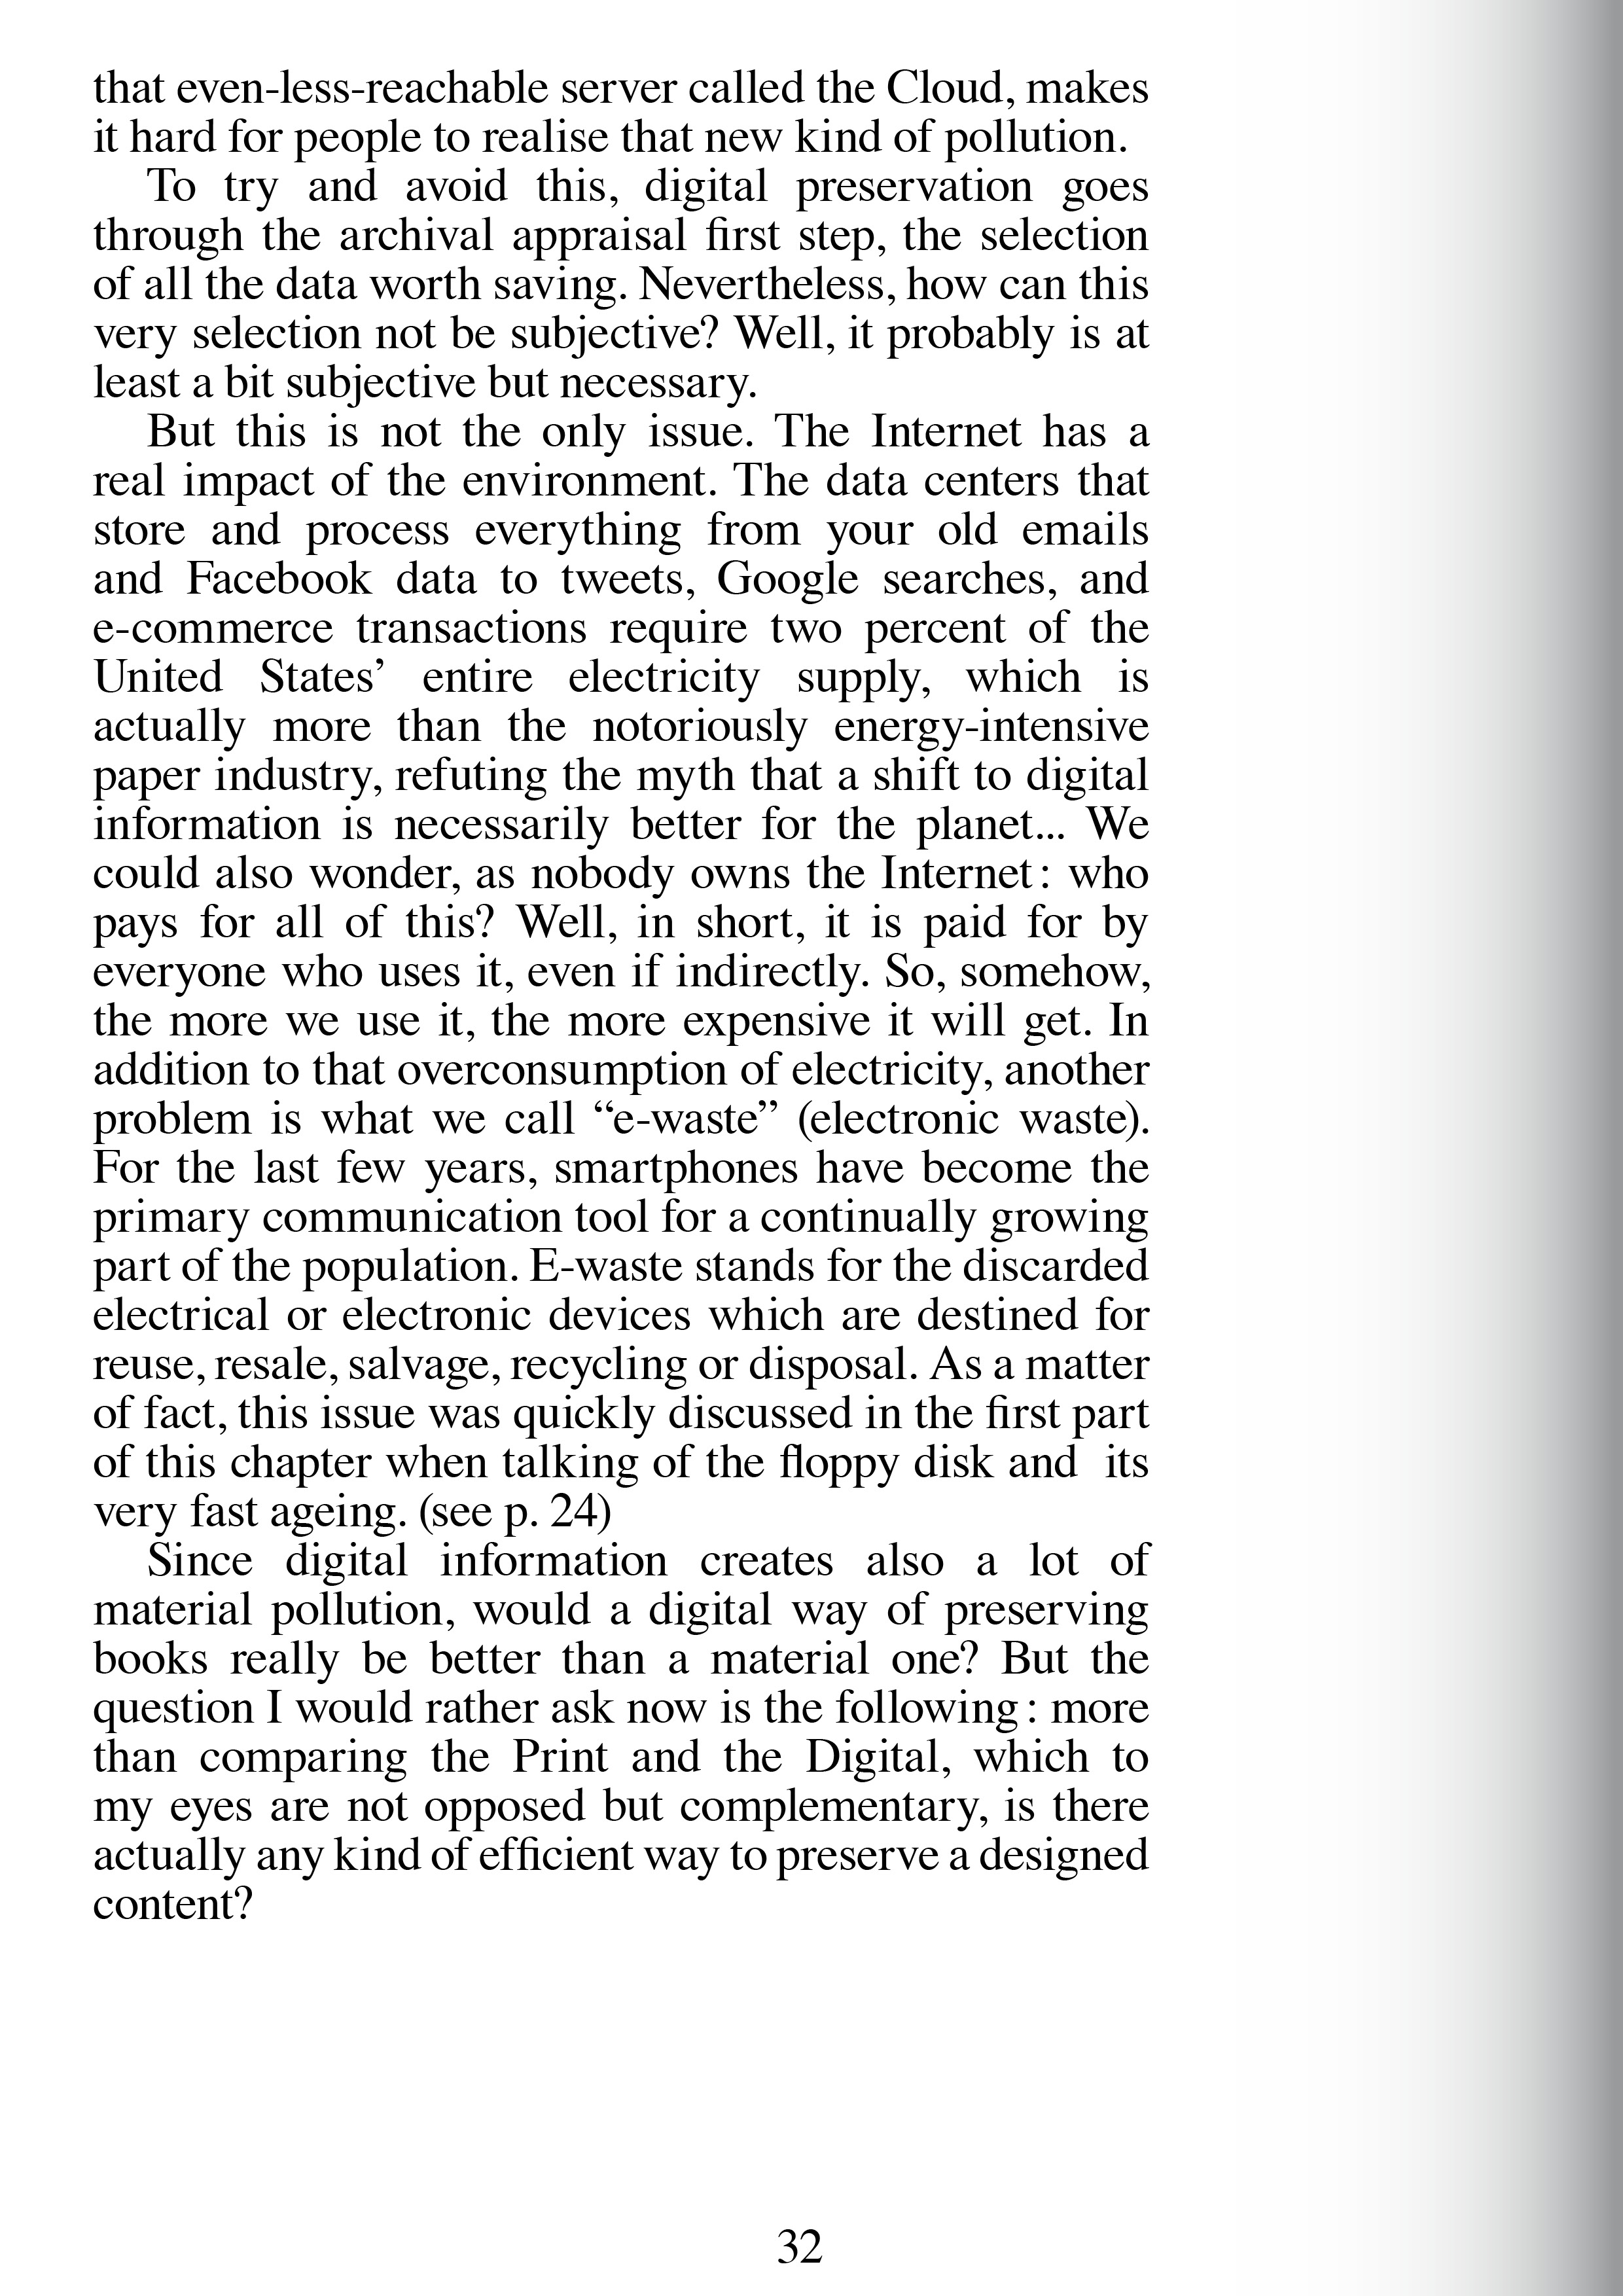 that even-less-reachable server called the Cloud, makes
it hard for people to realise that new kind of pollution.
To try and avoid this, digital preservation goes
through the archival appraisal first step, the selection
of all the data worth saving. Nevertheless, how can this
very selection not be subjective? Well, it probably is at
least a bit subjective but necessary.
But this is not the only issue. The Internet has a
real impact of the environment. The data centers that
store and process everything from your old emails
and Facebook data to tweets, Google searches, and
e-commerce transactions require two percent of the
United States’ entire electricity supply, which is
actually more than the notoriously energy-intensive
paper industry, refuting the myth that a shift to digital
information is necessarily better for the planet... We
could also wonder, as nobody owns the Internet : who
pays for all of this? Well, in short, it is paid for by
everyone who uses it, even if indirectly. So, somehow,
the more we use it, the more expensive it will get. In
addition to that overconsumption of electricity, another
problem is what we call “e-waste” (electronic waste).
For the last few years, smartphones have become the
primary communication tool for a continually growing
part of the population. E-waste stands for the discarded
electrical or electronic devices which are destined for
reuse, resale, salvage, recycling or disposal. As a matter
of fact, this issue was quickly discussed in the first part
of this chapter when talking of the floppy disk and  its
very fast ageing. (see p. 24)
Since digital information creates also a lot of
material pollution, would a digital way of preserving
books really be better than a material one? But the
question I would rather ask now is the following : more
than comparing the Print and the Digital, which to
my eyes are not opposed but complementary, is there
actually any kind of efficient way to preserve a designed
content?
32